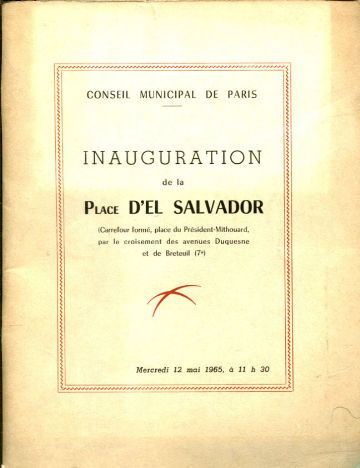 CONSEIL MUNICIPAL DE PARIS
INAUGURATION
de la
PLACE D'EL SALVADOR
(Carrefour formé, place du Président-Mithouard,
par le croisement des avenues Duquesne
et de Breteuil (7e)
Mercredi 12 mai 1965, à 11 h 30